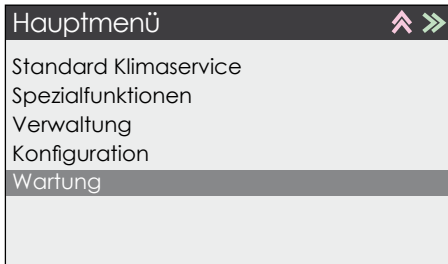 Hauptmenü
Standard Klimaservice
Spezialfunktionen
Verwaltung
Konfiguration
Wartung